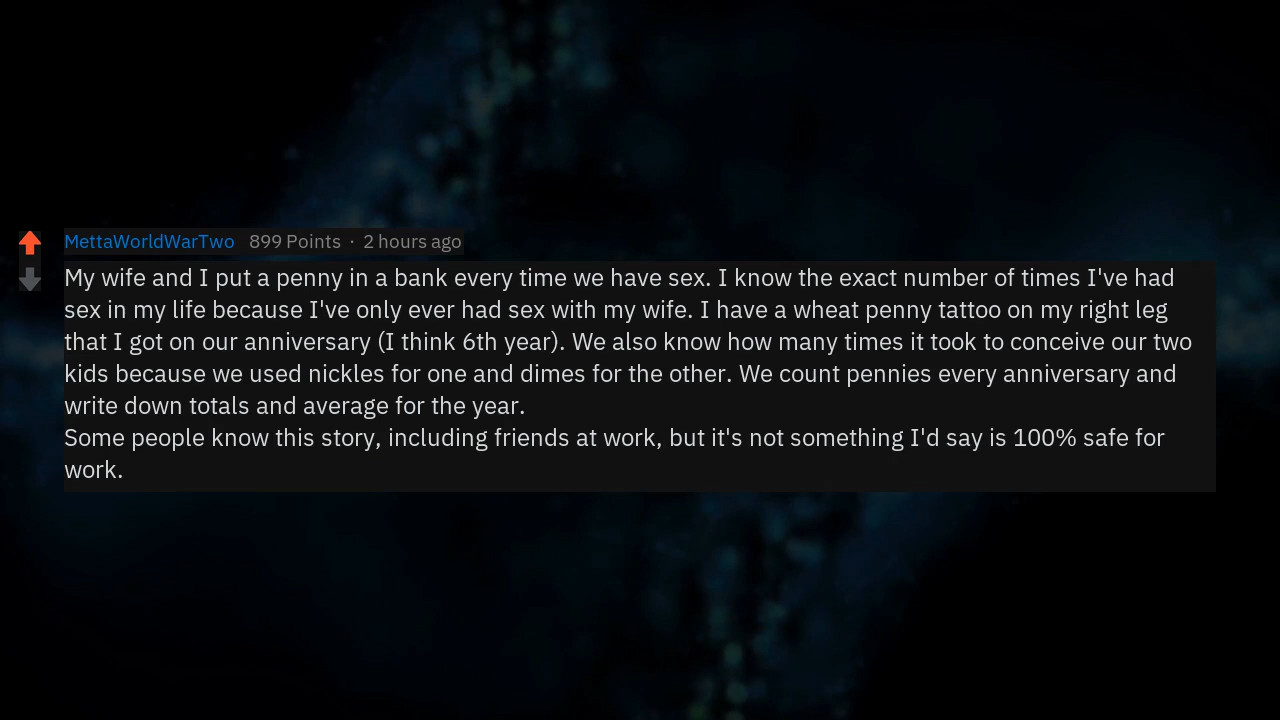 MettaWorldWarTwo 899 Points · 2 hours ago
My wife and I put a penny in a bank every time we have sex. I know the exact number of times I've had
sex in my life because I've only ever had sex with my wife. I have a wheat penny tattoo on my right leg
that I got on our anniversary (I think 6th year). We also know how many times it took to conceive our two
kids because we used nickles for one and dimes for the other. We count pennies every anniversary and
write down totals and average for the year.
Some people know this story, including friends at work, but it's not something I'd say is 100% safe for
work.